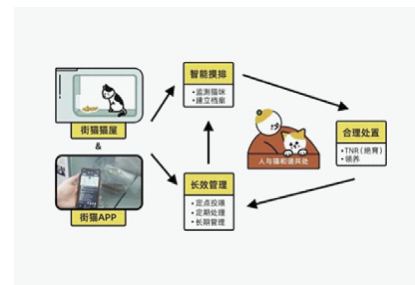 智能摸排
•监测猫咪
•建立档案
街猫猫屋
&
街猫APP
长效管理
•定点投喂
•定期处理
•长期管理
人与猫和谐共处
合理处置
•TNR（绝育）
•领养